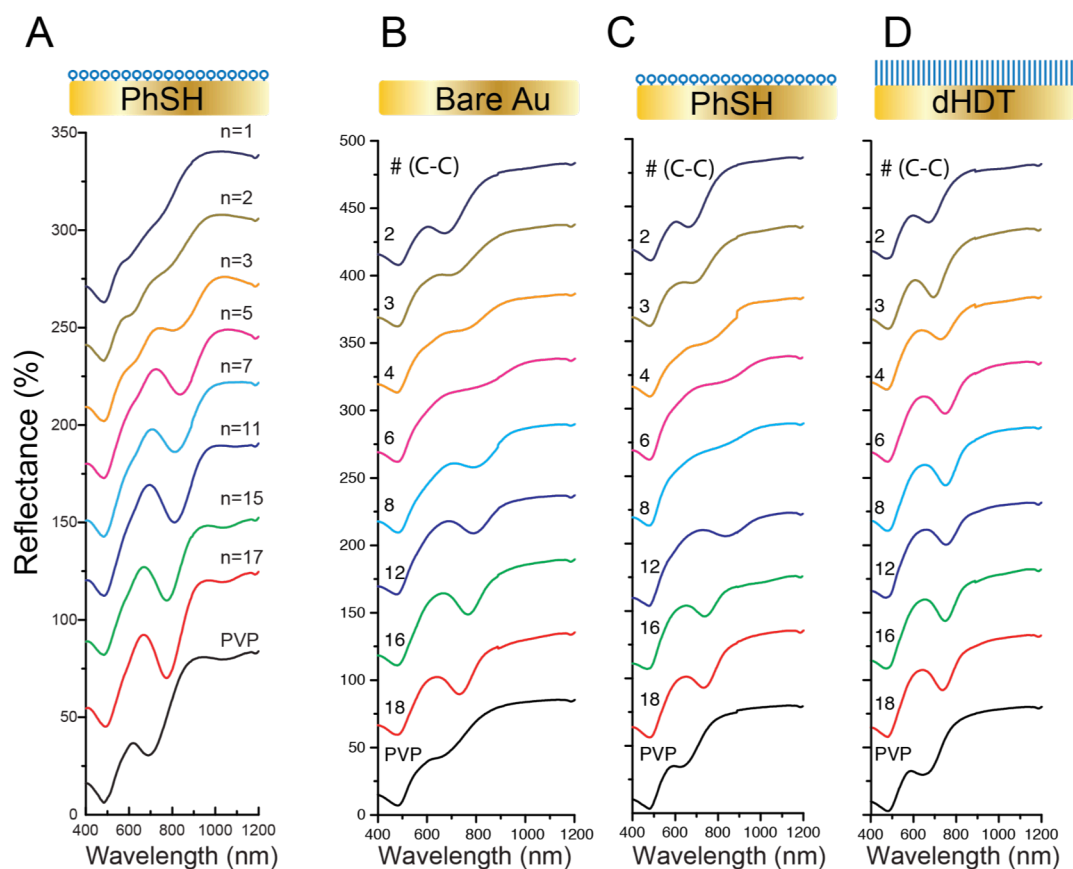 A
B
C
D
PhSH
Bare Au
PhSH
dHDT
Reflectance (%)
350
300
250
200
150
100
50
0
n=1
n=2
n=3
n=5
n=7
n=11
n=15
n=17
PVP
400 600 800 1000 1200
Wavelength (nm)
500
450
400
350
300
250
200
150
100
50
0
# (C-C)
2
3
4
6
8
12
16
18
PVP
400 600 800 1000 1200
Wavelength (nm)
# (C-C)
2
3
4
6
8
12
16
18
PVP
400 600 800 1000 1200
Wavelength (nm)
# (C-C)
2
3
4
6
8
12
16
18
PVP
400 600 800 1000 1200
Wavelength (nm)